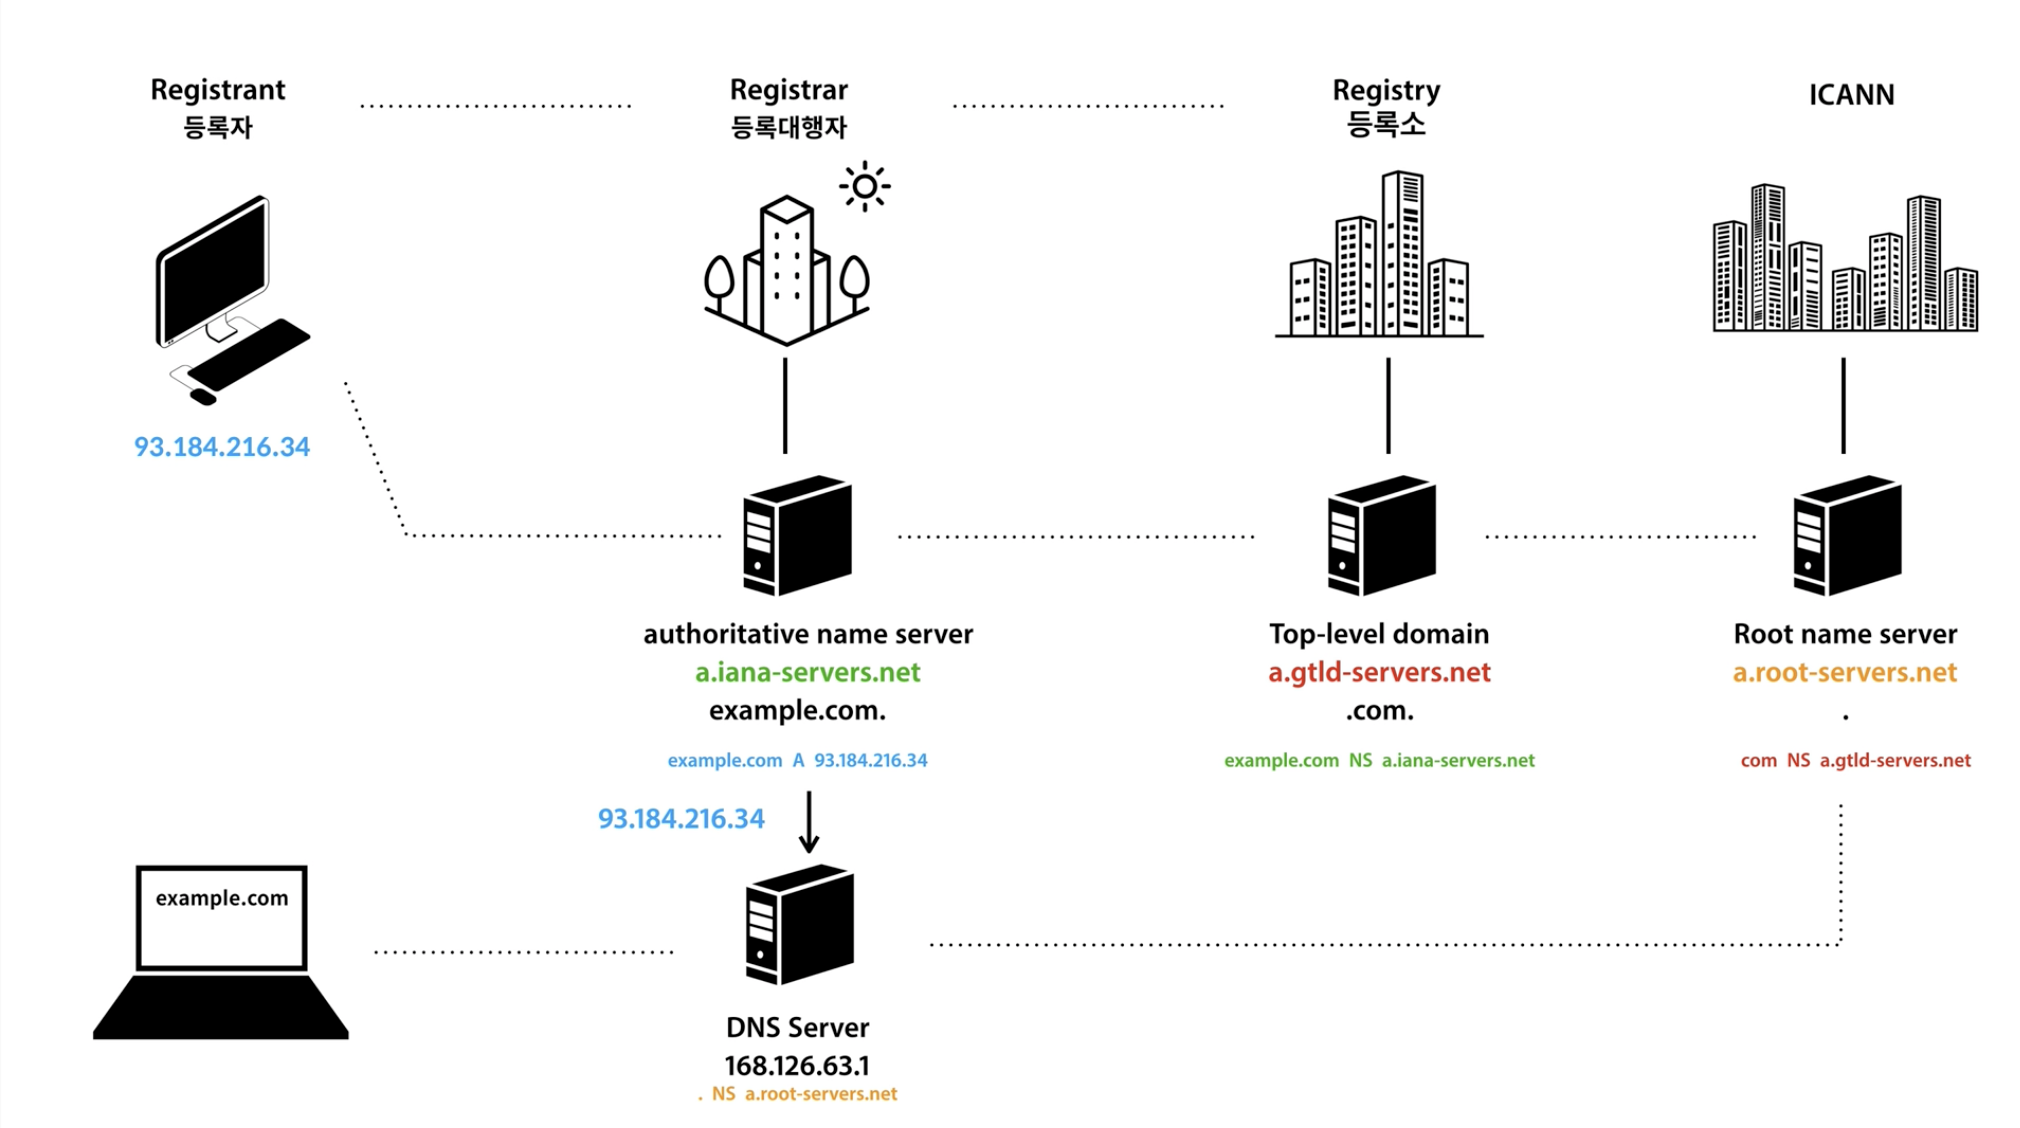 Registrant
등록자
Registrar
등록대행자
Registry
등록소
ICANN
93.184.216.34
authoritative name server
a.iana-servers.net
example.com.
example.com A 93.184.216.34
Top-level domain
a.gtld-servers.net
.com.
example.com NS a.iana-servers.net
Root name server
a.root-servers.net
.
com NS a.gtld-servers.net
93.184.216.34
example.com
DNS Server
168.126.63.1
. NS a.root-servers.net